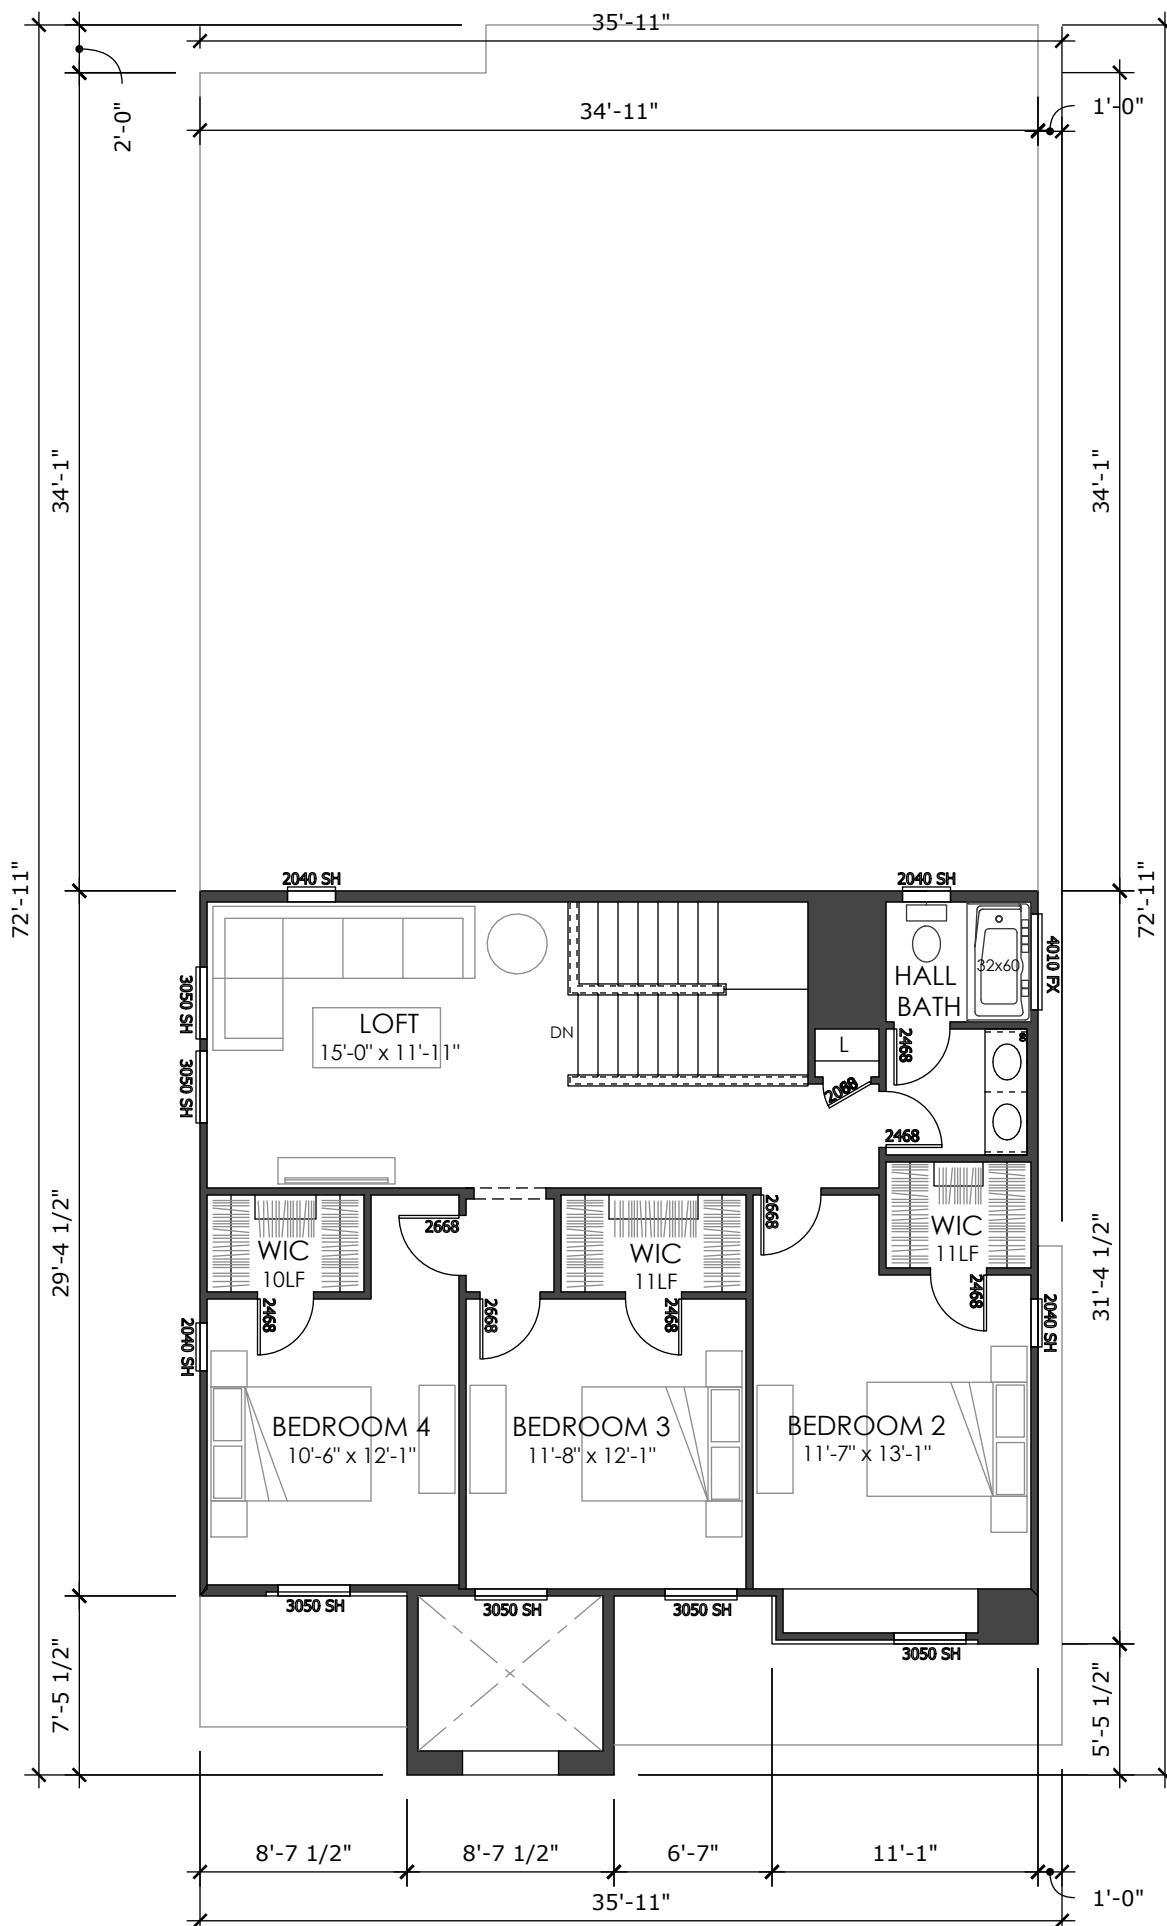 35'-11"
34'-11"
1'-0"
2'-0"
34'-1"
34'-1"
72'-11"
72'-11"
2040 SH
2040 SH
3050 SH
3050 SH
4010 FX
32x60
HALL
BATH
LOFT
15'-0" x 11'-11"
DN
L
2468
2068
2468
29'-4 1/2"
31'-4 1/2"
WIC
10LF
2668
WIC
11LF
2668
WIC
11LF
2468
2668
2468
2468
2040 SH
2040 SH
BEDROOM 4
10'-6" x 12'-1"
BEDROOM 3
11'-8" x 12'-1"
BEDROOM 2
11'-7" x 13'-1"
3050 SH
3050 SH
3050 SH
3050 SH
7'-5 1/2"
5'-5 1/2"
8'-7 1/2"
8'-7 1/2"
6'-7"
11'-1"
1'-0"
35'-11"